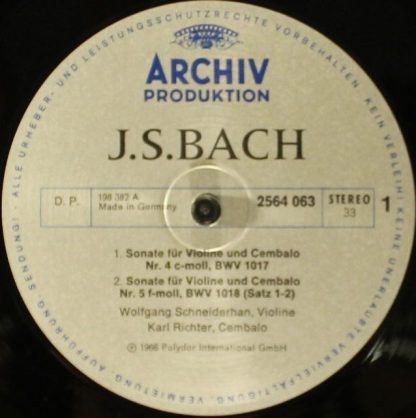 ALLE URHEBER- UND LEISTUNGSSCHUTZRECHTE VORBEHALTEN · KEIN VERLEIH! KEINE UNERLAUBTE VERVIELFÄLTIGUNG, VERMIETUNG, AUFFÜHRUNG, SENDUNG! ·
ARCHIV
PRODUKTION
J.S.BACH
D. P.
198 382 A
Made in Germany
2564 063
STEREO
33
1
1. Sonate für Violine und Cembalo
Nr. 4 c-moll, BWV 1017
2. Sonate für Violine und Cembalo
Nr. 5 f-moll, BWV 1018 (Satz 1-2)
Wolfgang Schneiderhan, Violine
Karl Richter, Cembalo
℗ 1966 Polydor International GmbH